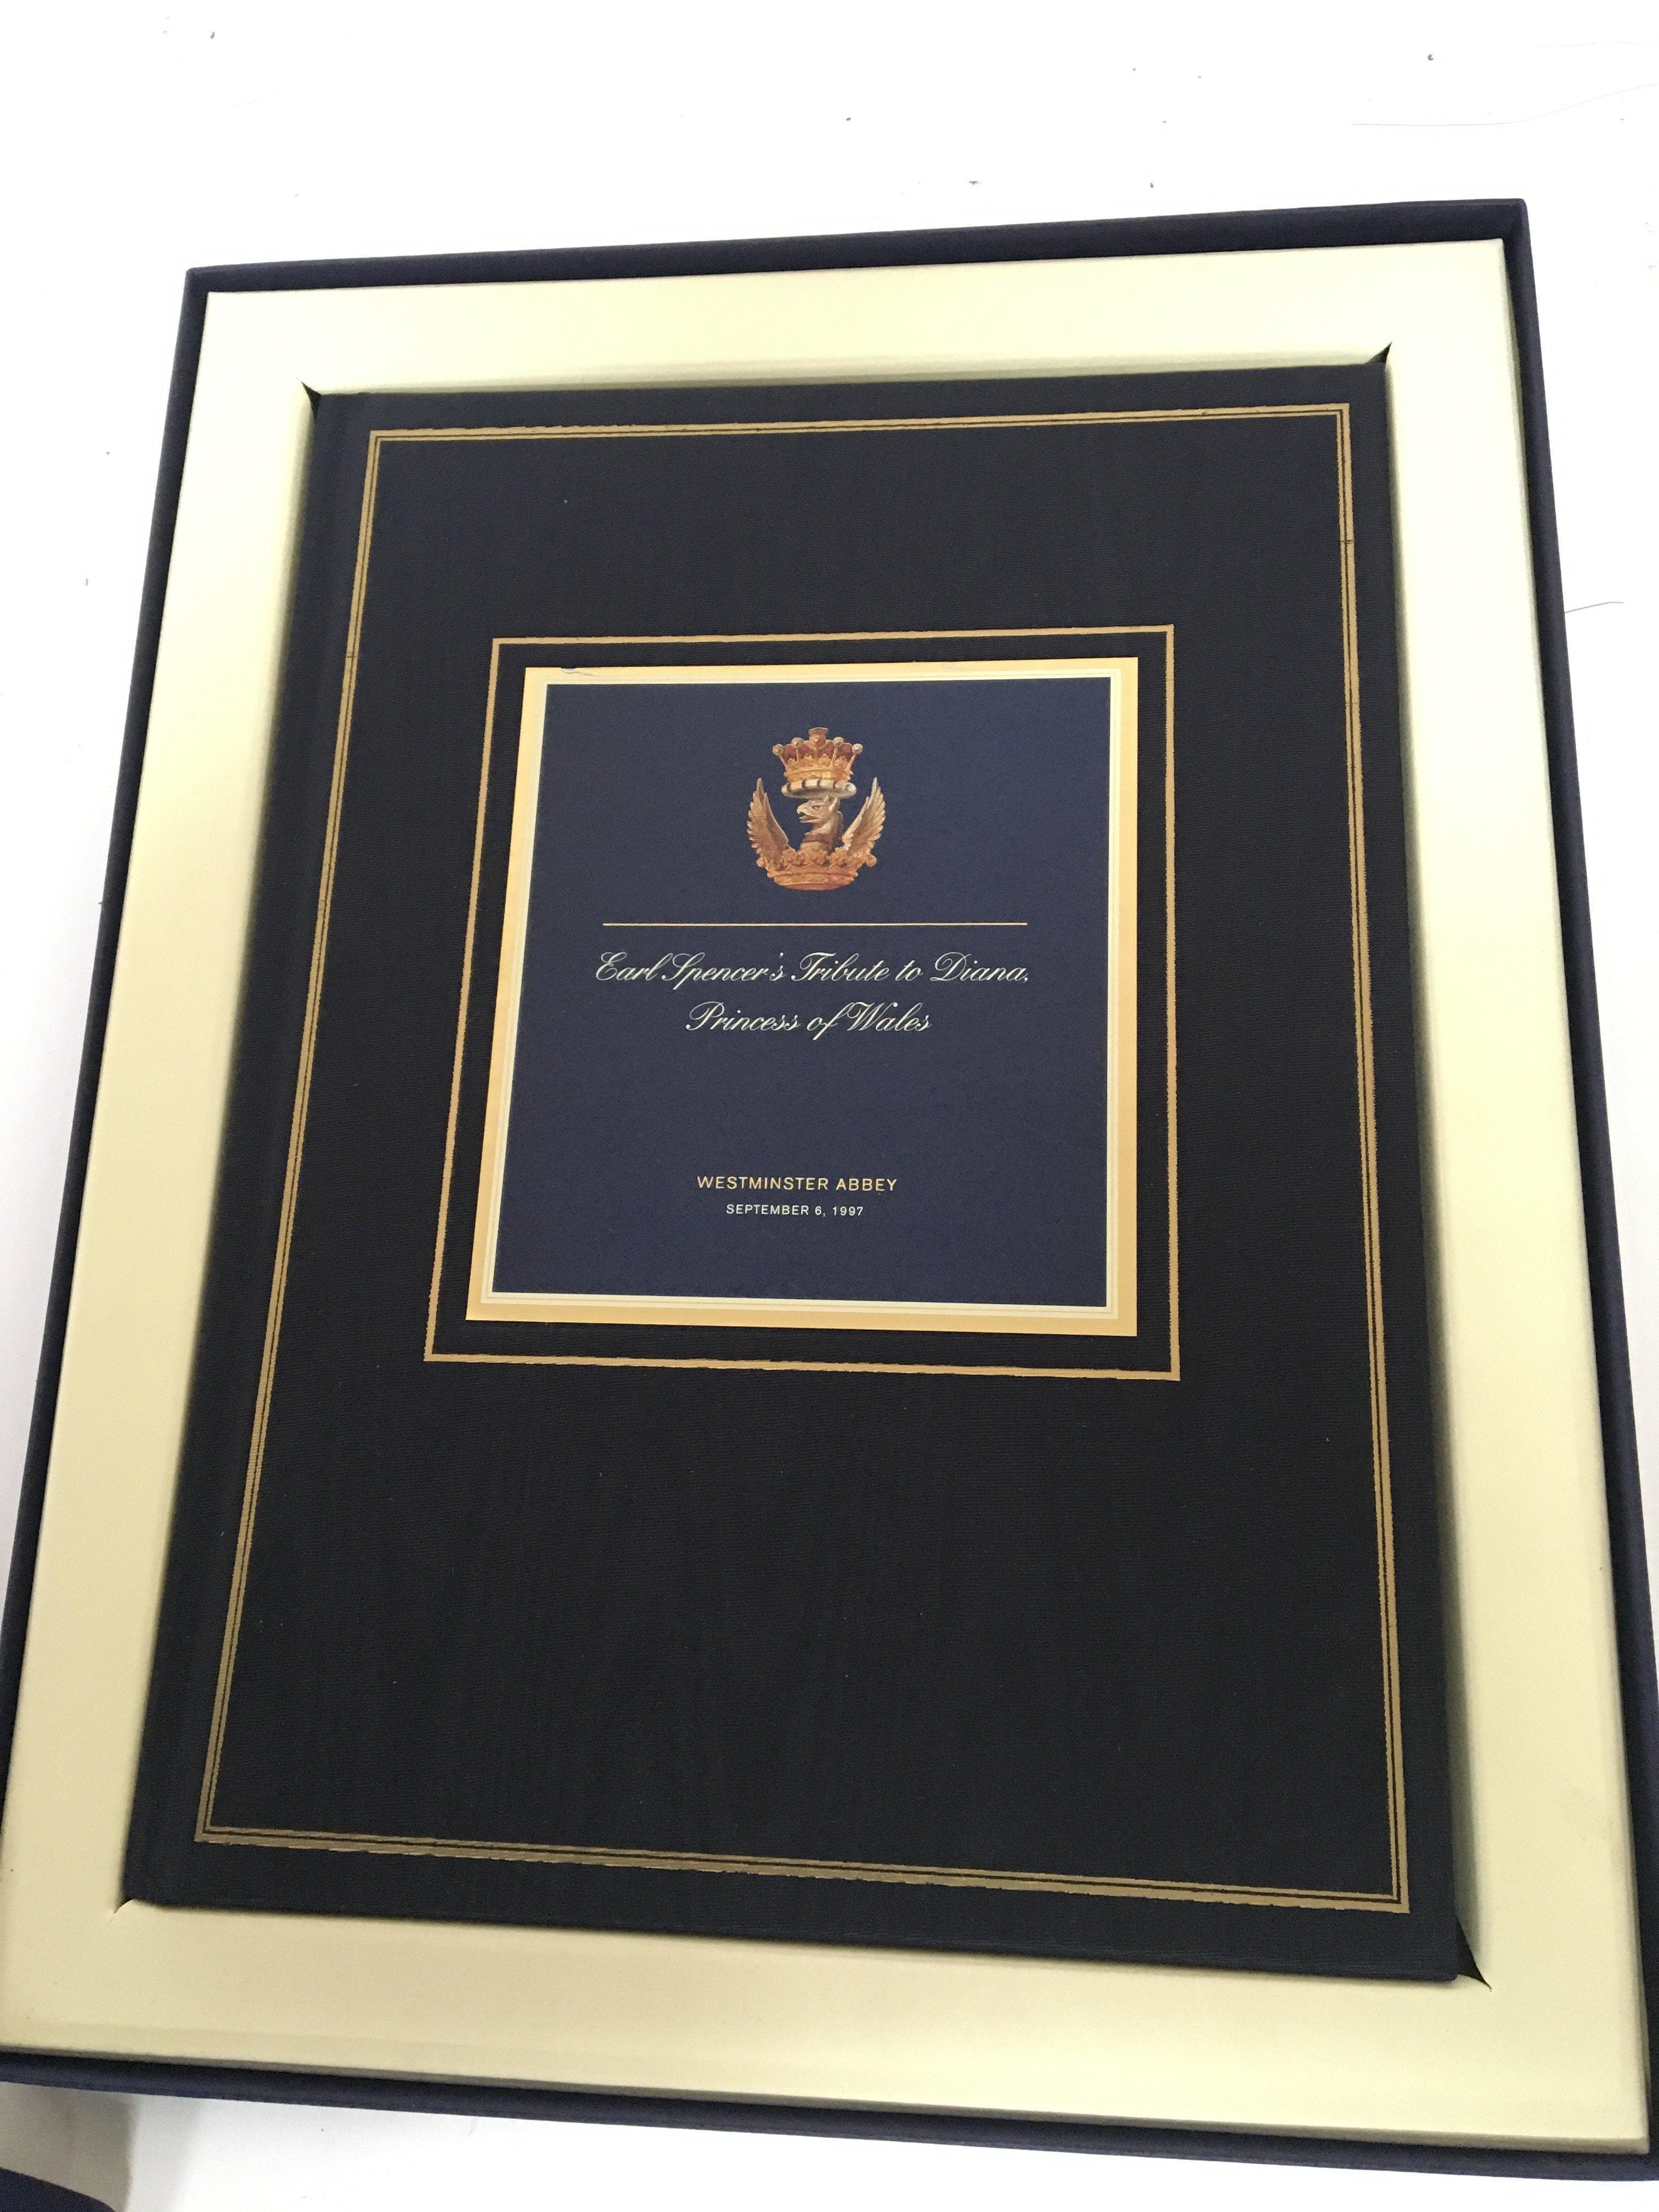 Earl Spencer's Tribute to Diana,
Princess of Wales
WESTMINSTER ABBEY
SEPTEMBER 6, 1997